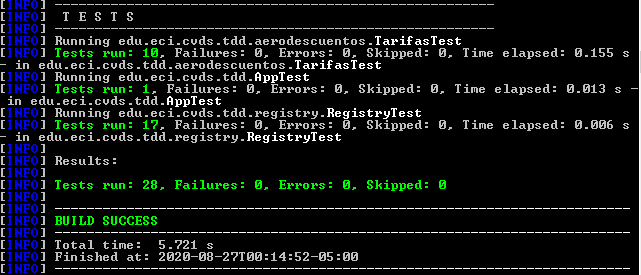 [INFO] -------------------------------------------------------
[INFO]  T E S T S
[INFO] -------------------------------------------------------
[INFO] Running edu.eci.cvds.tdd.aerodescuentos.TarifasTest
[INFO] Tests run: 10, Failures: 0, Errors: 0, Skipped: 0, Time elapsed: 0.155 s
- in edu.eci.cvds.tdd.aerodescuentos.TarifasTest
[INFO] Running edu.eci.cvds.tdd.AppTest
[INFO] Tests run: 1, Failures: 0, Errors: 0, Skipped: 0, Time elapsed: 0.013 s -
in edu.eci.cvds.tdd.AppTest
[INFO] Running edu.eci.cvds.tdd.registry.RegistryTest
[INFO] Tests run: 17, Failures: 0, Errors: 0, Skipped: 0, Time elapsed: 0.006 s
- in edu.eci.cvds.tdd.registry.RegistryTest
[INFO]
[INFO] Results:
[INFO]
[INFO] Tests run: 28, Failures: 0, Errors: 0, Skipped: 0
[INFO]
[INFO] ------------------------------------------------------------------------
[INFO] BUILD SUCCESS
[INFO] ------------------------------------------------------------------------
[INFO] Total time:  5.721 s
[INFO] Finished at: 2020-08-27T00:14:52-05:00
[INFO] ------------------------------------------------------------------------